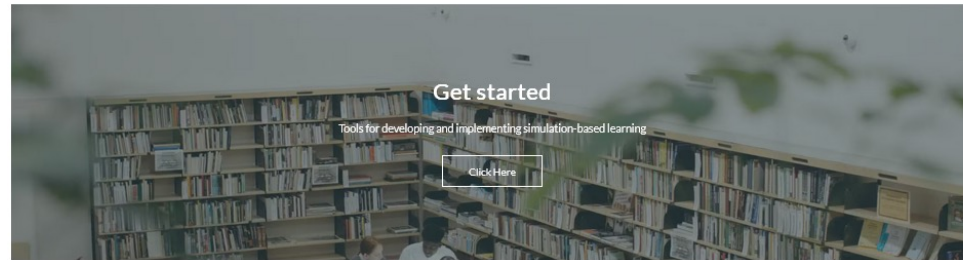 Get started
Tools for developing and implementing simulation-based learning
Click Here